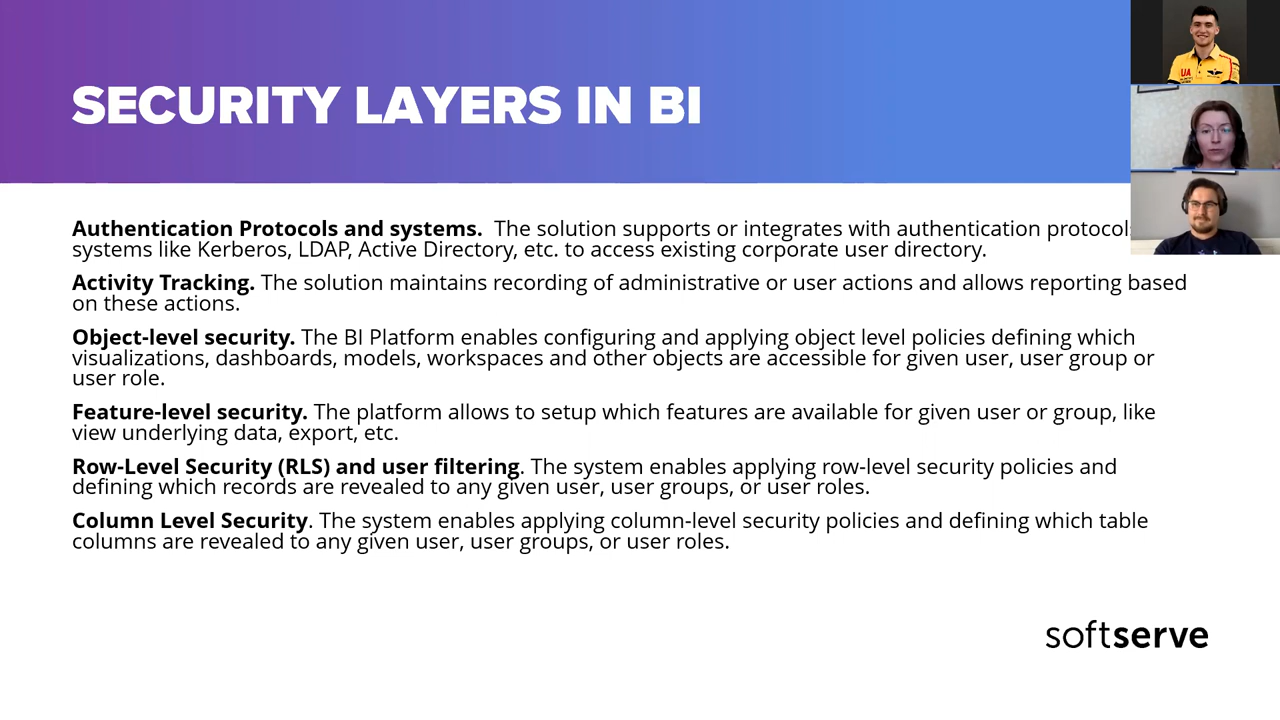 SECURITY LAYERS IN BI
UA
Authentication Protocols and systems. The solution supports or integrates with authentication protocol
systems like Kerberos, LDAP, Active Directory, etc. to access existing corporate user directory.
Activity Tracking. The solution maintains recording of administrative or user actions and allows reporting based
on these actions.
Object-level security. The BI Platform enables configuring and applying object level policies defining which
visualizations, dashboards, models, workspaces and other objects are accessible for given user, user group or
user role.
Feature-level security. The platform allows to setup which features are available for given user or group, like
view underlying data, export, etc.
Row-Level Security (RLS) and user filtering. The system enables applying row-level security policies and
defining which records are revealed to any given user, user groups, or user roles.
Column Level Security. The system enables applying column-level security policies and defining which table
columns are revealed to any given user, user groups, or user roles.
softserve